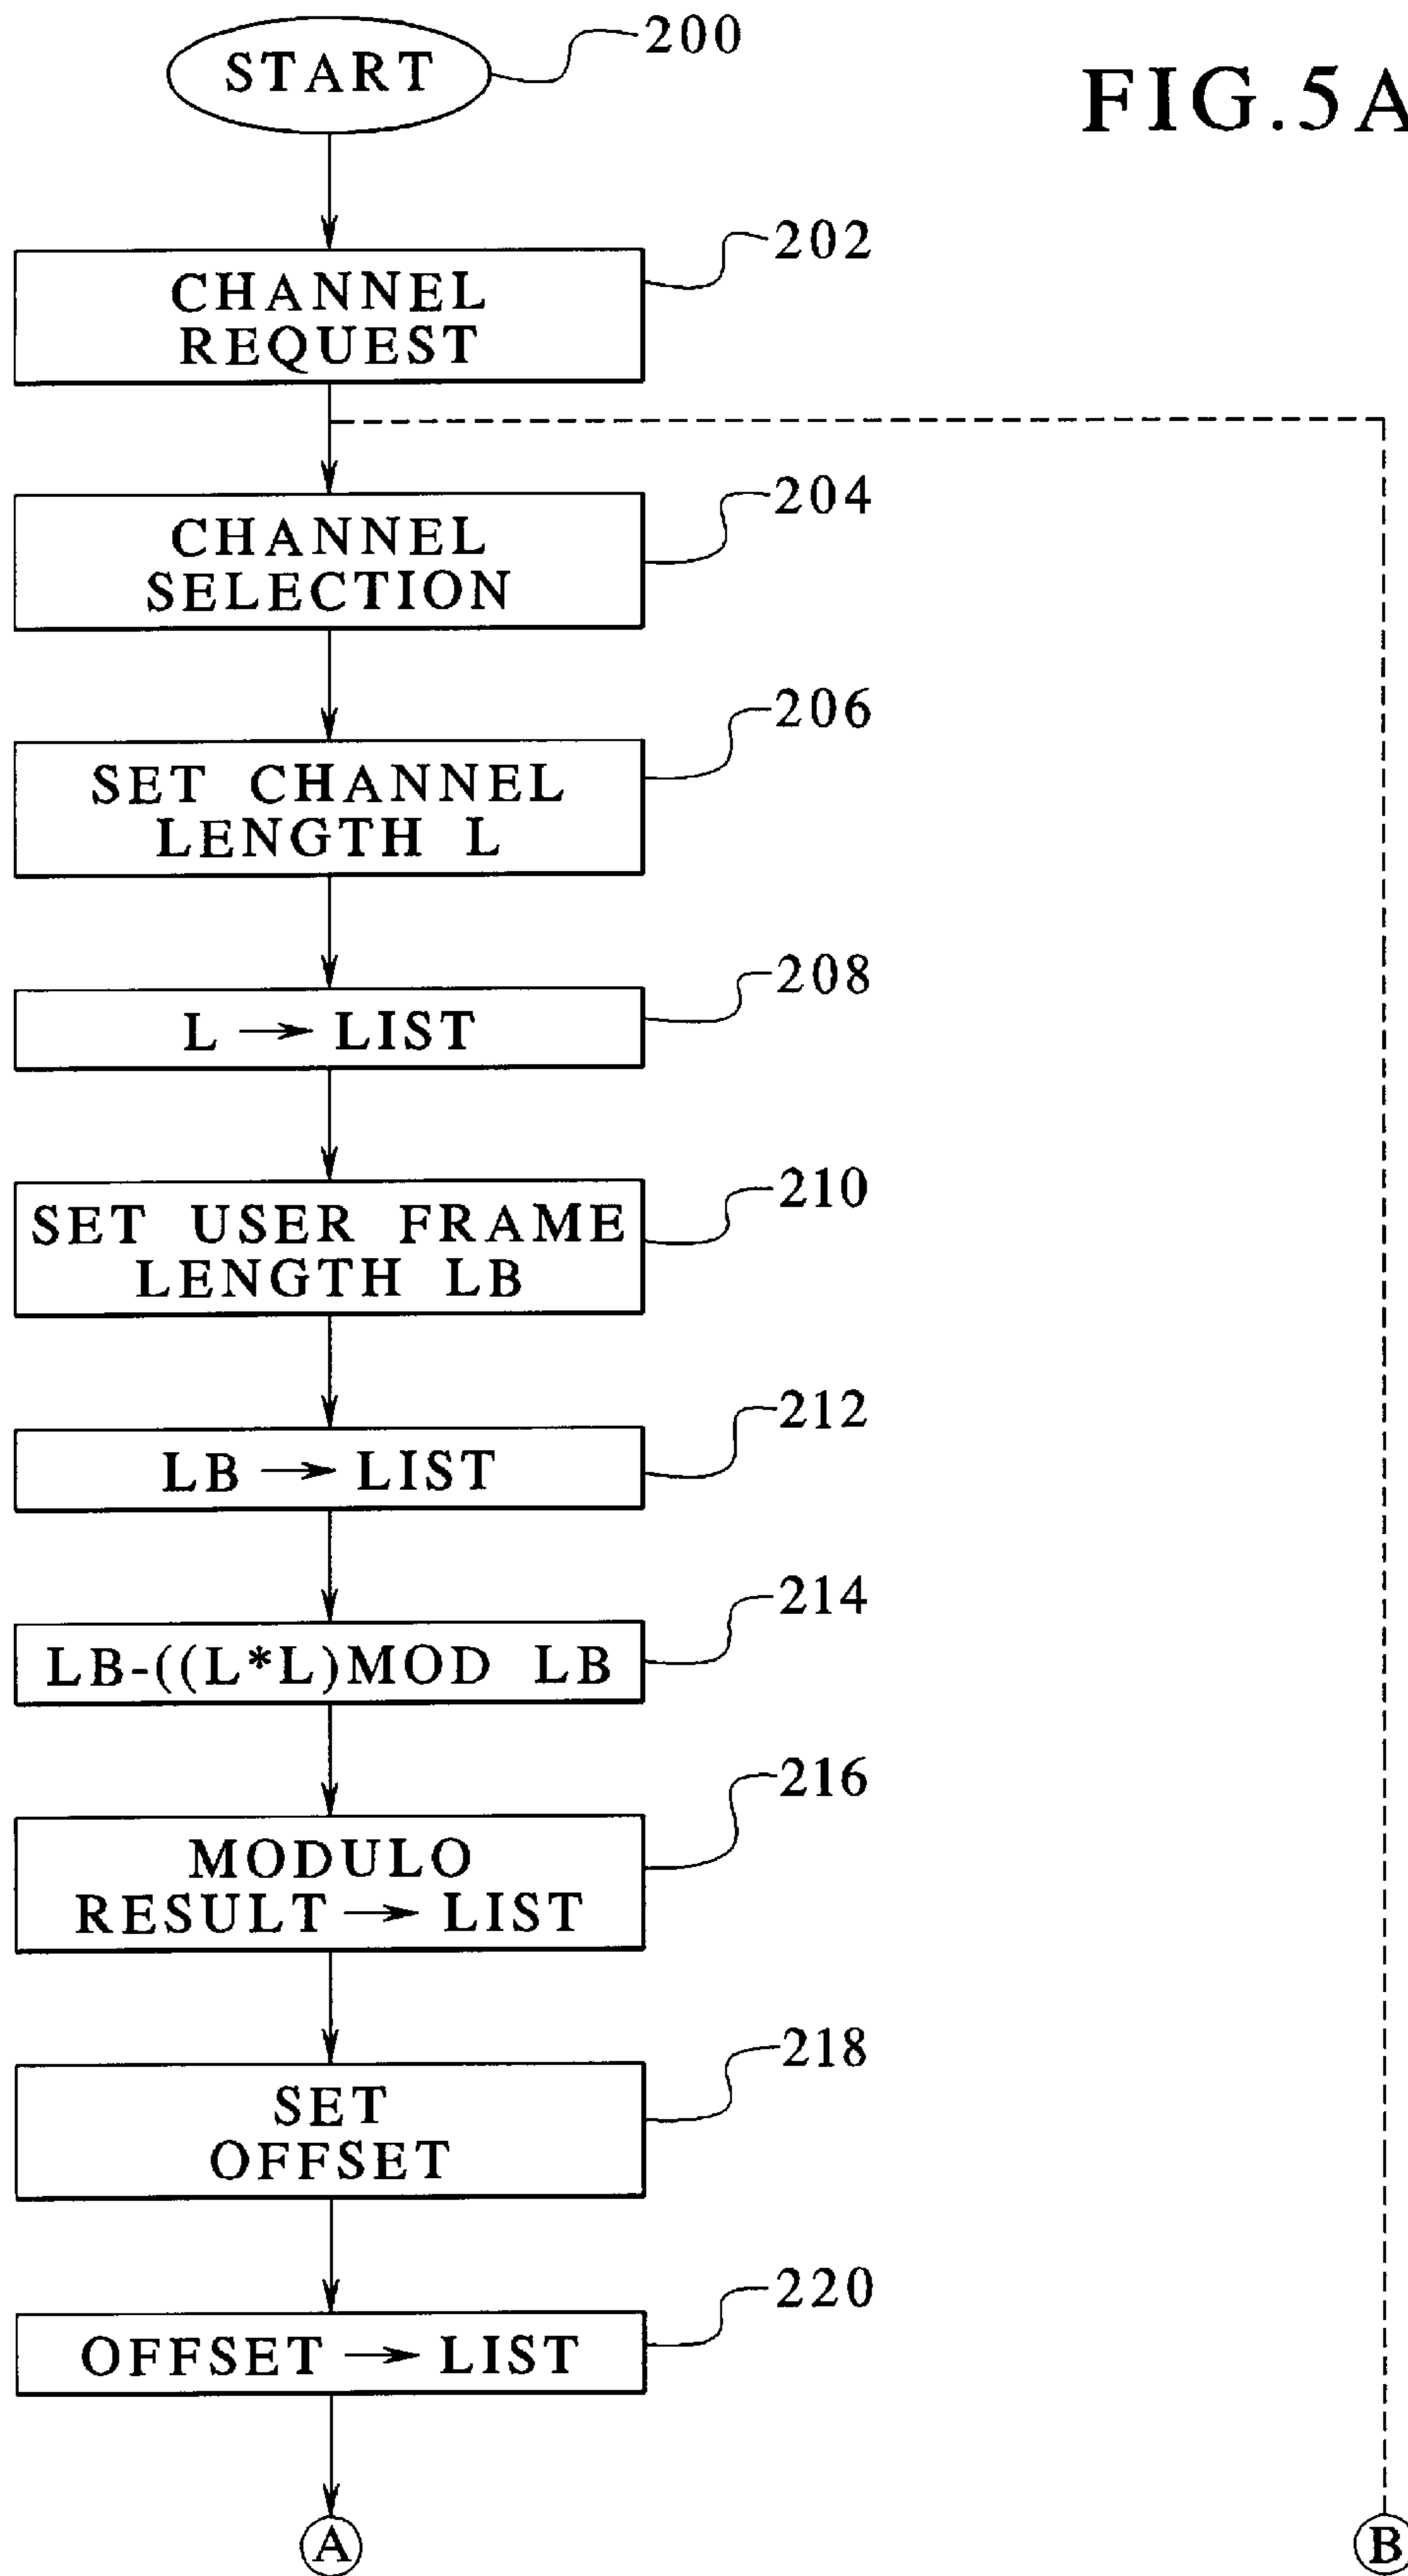 START
200
FIG.5A
202
CHANNEL
REQUEST
204
CHANNEL
SELECTION
206
SET CHANNEL
LENGTH L
208
L → LIST
210
SET USER FRAME
LENGTH LB
212
LB → LIST
214
LB-((L*L)MOD LB
216
MODULO
RESULT → LIST
218
SET
OFFSET
220
OFFSET → LIST
A
B